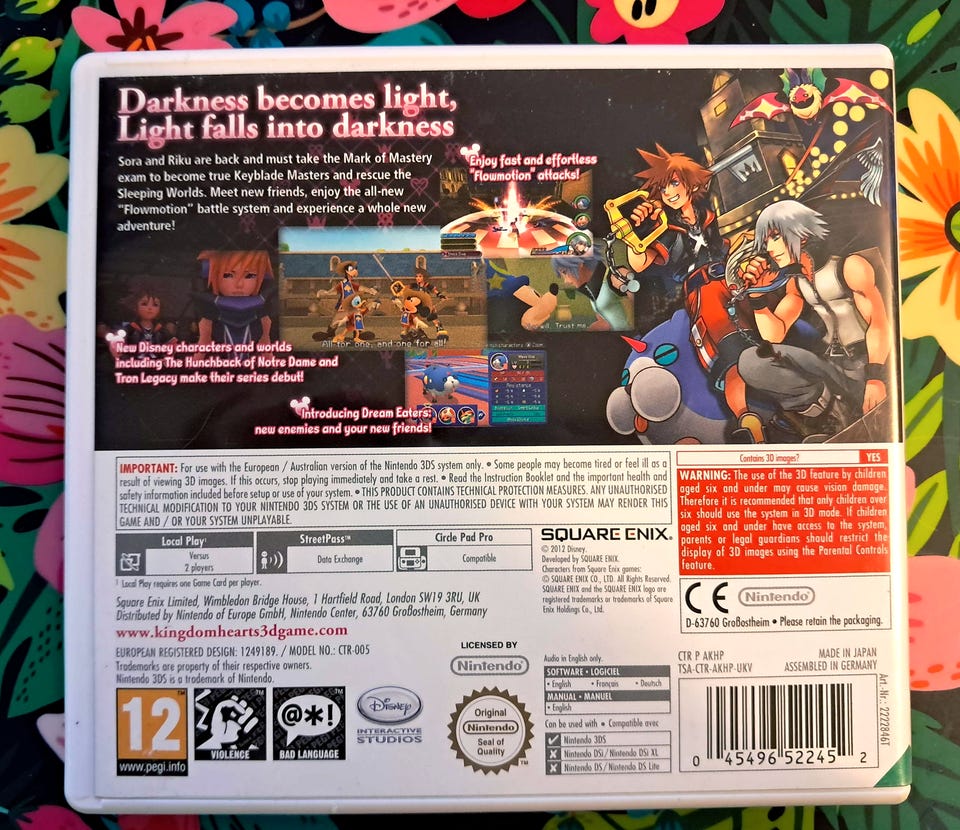 Darkness becomes light,
Light falls into darkness
Sora and Riku are back and must take the Mark of Mastery
exam to become true Keyblade Masters and rescue the
Sleeping Worlds. Meet new friends, enjoy the all-new
"Flowmotion" battle system and experience a whole new
adventure!
Enjoy fast and effortless
"Flowmotion" attacks!
All for one, and one for all!
will, Trust me.
New Disney characters and worlds
including The Hunchback of Notre Dame and
Tron Legacy make their series debut!
Introducing Dream Eaters:
new enemies and your new friends!
IMPORTANT: For use with the European / Australian version of the Nintendo 3DS system only. • Some people may become tired or feel ill as a
result of viewing 3D images. If this occurs, stop playing immediately and take a rest. • Read the Instruction Booklet and the important health and
safety information included before setup or use of your system. • THIS PRODUCT CONTAINS TECHNICAL PROTECTION MEASURES. ANY UNAUTHORISED
TECHNICAL MODIFICATION TO YOUR NINTENDO 3DS SYSTEM OR THE USE OF AN UNAUTHORISED DEVICE WITH YOUR SYSTEM MAY RENDER THIS
GAME AND / OR YOUR SYSTEM UNPLAYABLE.
Contains 3D images? YES
WARNING: The use of the 3D feature by children
aged six and under may cause vision damage.
Therefore it is recommended that only children over
six should use the system in 3D mode. If children
aged six and under have access to the system,
parents or legal guardians should restrict the
display of 3D images using the Parental Controls
feature.
Local Play¹
Versus
2 players
StreetPass™
Data Exchange
Circle Pad Pro
Compatible
¹ Local Play requires one Game Card per player.
SQUARE ENIX®
© 2012 Disney.
Developed by SQUARE ENIX.
Characters from Square Enix games:
© SQUARE ENIX CO., LTD. All Rights Reserved.
SQUARE ENIX and the SQUARE ENIX logo are
registered trademarks or trademarks of Square
Enix Holdings Co., Ltd.
Square Enix Limited, Wimbledon Bridge House, 1 Hartfield Road, London SW19 3RU, UK
Distributed by Nintendo of Europe GmbH, Nintendo Center, 63760 Großostheim, Germany
www.kingdomhearts3dgame.com
EUROPEAN REGISTERED DESIGN: 1249189. / MODEL NO.: CTR-005
Trademarks are property of their respective owners.
Nintendo 3DS is a trademark of Nintendo.
CE Nintendo®
D-63760 Großostheim • Please retain the packaging.
CTR P AKHP
TSA-CTR-AKHP-UKV
MADE IN JAPAN
ASSEMBLED IN GERMANY
Art.-Nr.: 2222846T
LICENSED BY
Nintendo®
Original
Nintendo
Seal of
Quality
TM
Audio in English only.
SOFTWARE • LOGICIEL
• English • Français • Deutsch
MANUAL • MANUEL
• English
Can be used with • Compatible avec
Nintendo 3DS
Nintendo DSi/ Nintendo DSi XL
Nintendo DS/ Nintendo DS Lite
12
www.pegi.info
VIOLENCE
@*!
BAD LANGUAGE
Disney
INTERACTIVE
STUDIOS
0 45496 52245 2